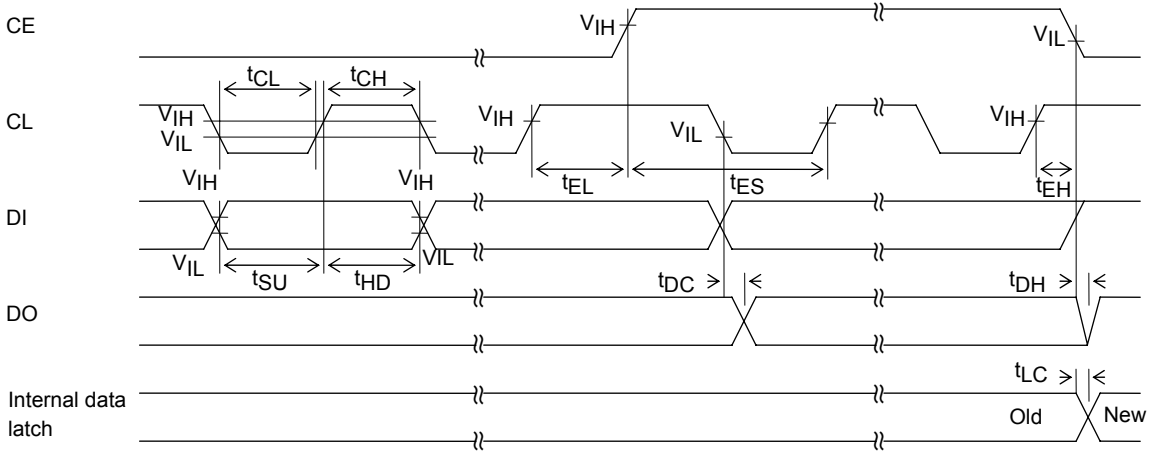 CE
VIH
VIL
tCL
tCH
CL
VIH
VIL
VIH
VIL
VIH
tEL
tES
tEH
VIH
VIH
DI
VIL
VIL
tSU
tHD
tDC
tDH
DO
tLC
Internal data
latch
Old
New